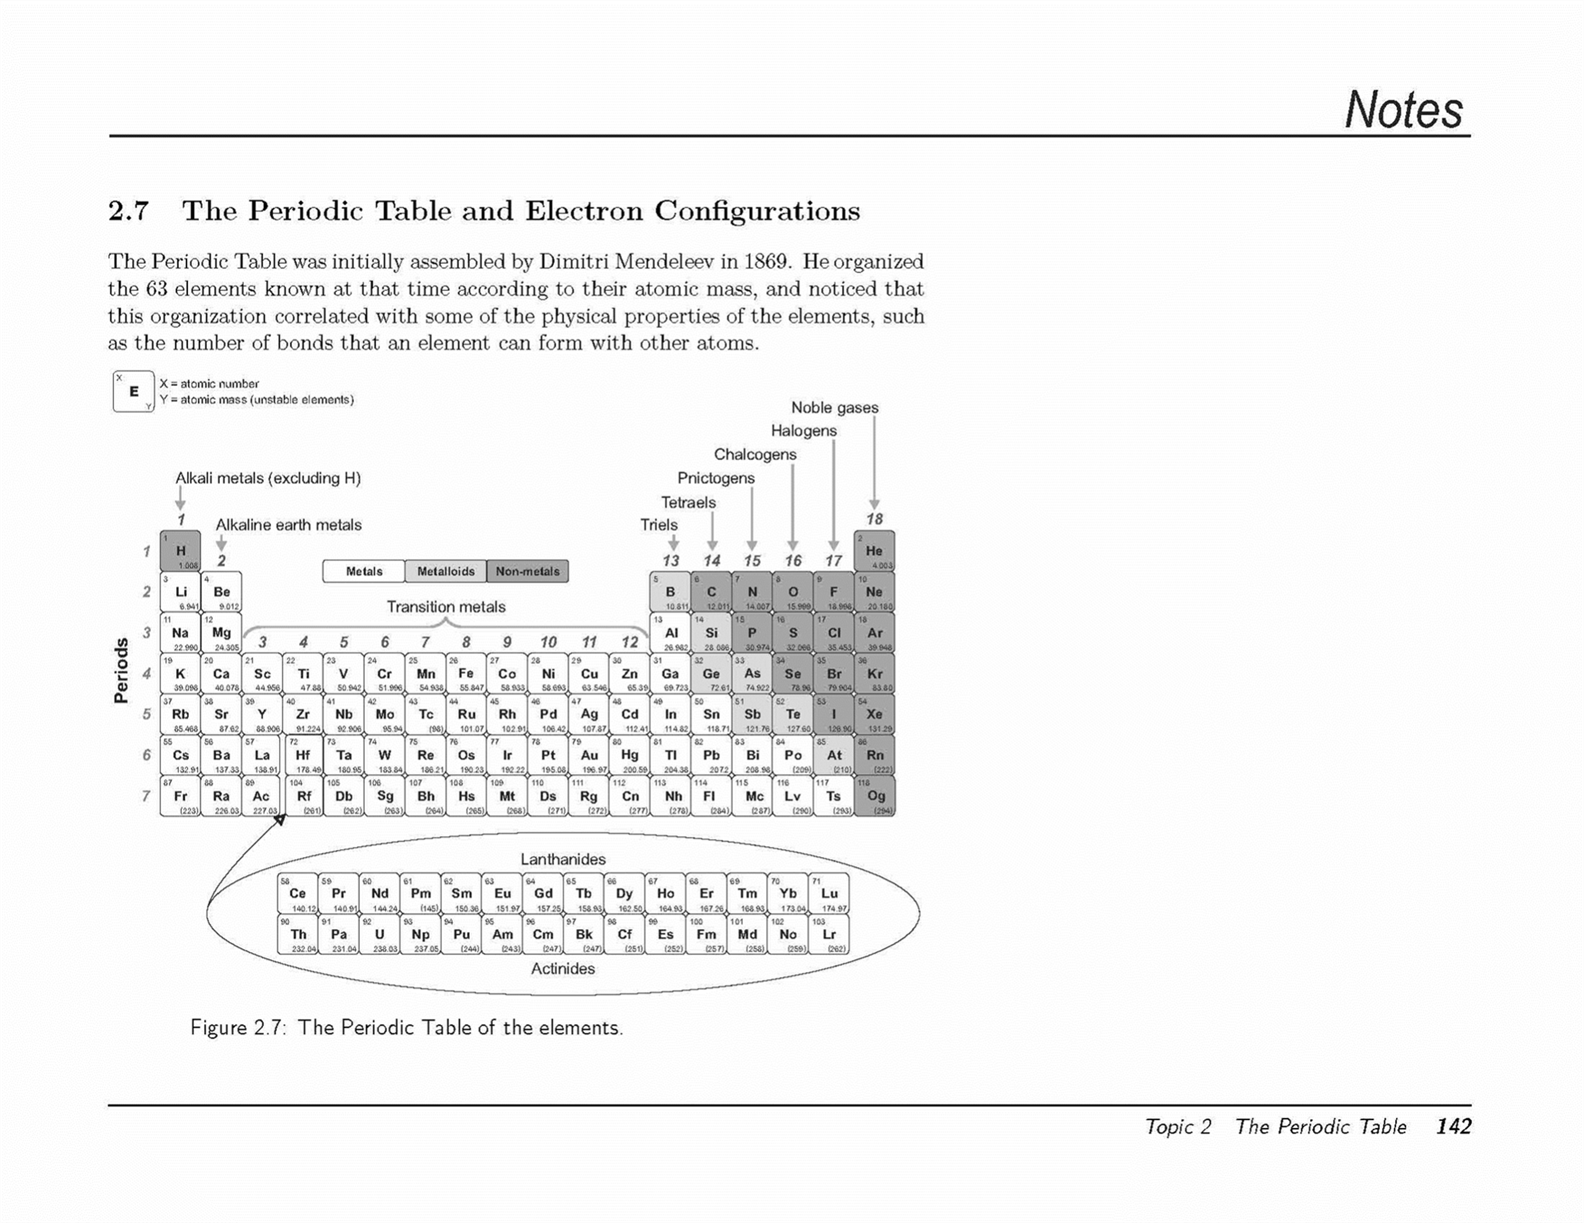 Notes
2.7 The Periodic Table and Electron Configurations
The Periodic Table was initially assembled by Dimitri Mendeleev in 1869. He organized
the 63 elements known at that time according to their atomic mass, and noticed that
this organization correlated with some of the physical properties of the elements, such
as the number of bonds that an element can form with other atoms.
X
E
Y
X = atomic number
Y = atomic mass (unstable elements)
Noble gases
Halogens
Chalcogens
Pnictogens
Tetraels
Triels
Alkali metals (excluding H)
Alkaline earth metals
1 18
2 13 14 15 16 17
Metals Metalloids Non-metals
Transition metals
3 4 5 6 7 8 9 10 11 12
Periods
1
1 2
H He
1.008 4.003
2
3 4 5 6 7 8 9 10
Li Be B C N O F Ne
6.941 9.012 10.811 12.011 14.007 15.999 18.998 20.180
3
11 12 13 14 15 16 17 18
Na Mg Al Si P S Cl Ar
22.990 24.305 26.982 28.086 30.974 32.066 35.453 39.948
4
19 20 21 22 23 24 25 26 27 28 29 30 31 32 33 34 35 36
K Ca Sc Ti V Cr Mn Fe Co Ni Cu Zn Ga Ge As Se Br Kr
39.098 40.078 44.956 47.88 50.942 51.996 54.938 55.847 58.933 58.693 63.546 65.39 69.723 72.61 74.922 78.96 79.904 83.80
5
37 38 39 40 41 42 43 44 45 46 47 48 49 50 51 52 53 54
Rb Sr Y Zr Nb Mo Tc Ru Rh Pd Ag Cd In Sn Sb Te I Xe
85.468 87.62 88.906 91.224 92.906 95.94 (98) 101.07 102.91 106.42 107.87 112.41 114.82 118.71 121.76 127.60 126.90 131.29
6
55 56 57 72 73 74 75 76 77 78 79 80 81 82 83 84 85 86
Cs Ba La Hf Ta W Re Os Ir Pt Au Hg Tl Pb Bi Po At Rn
132.91 137.33 138.91 178.49 180.95 183.84 186.21 190.23 192.22 195.08 196.97 200.59 204.38 207.2 208.98 (209) (210) (222)
7
87 88 89 104 105 106 107 108 109 110 111 112 113 114 115 116 117 118
Fr Ra Ac Rf Db Sg Bh Hs Mt Ds Rg Cn Nh Fl Mc Lv Ts Og
(223) 226.03 227.03 (261) (262) (263) (264) (265) (268) (271) (272) (277) (278) (284) (287) (290) (293) (294)
Lanthanides
58 59 60 61 62 63 64 65 66 67 68 69 70 71
Ce Pr Nd Pm Sm Eu Gd Tb Dy Ho Er Tm Yb Lu
140.12 140.91 144.24 (145) 150.36 151.97 157.25 158.93 162.50 164.93 167.26 168.93 173.04 174.97
90 91 92 93 94 95 96 97 98 99 100 101 102 103
Th Pa U Np Pu Am Cm Bk Cf Es Fm Md No Lr
232.04 231.04 238.03 237.05 (244) (243) (247) (247) (251) (252) (257) (258) (259) (262)
Actinides
Figure 2.7: The Periodic Table of the elements.
Topic 2 The Periodic Table 142